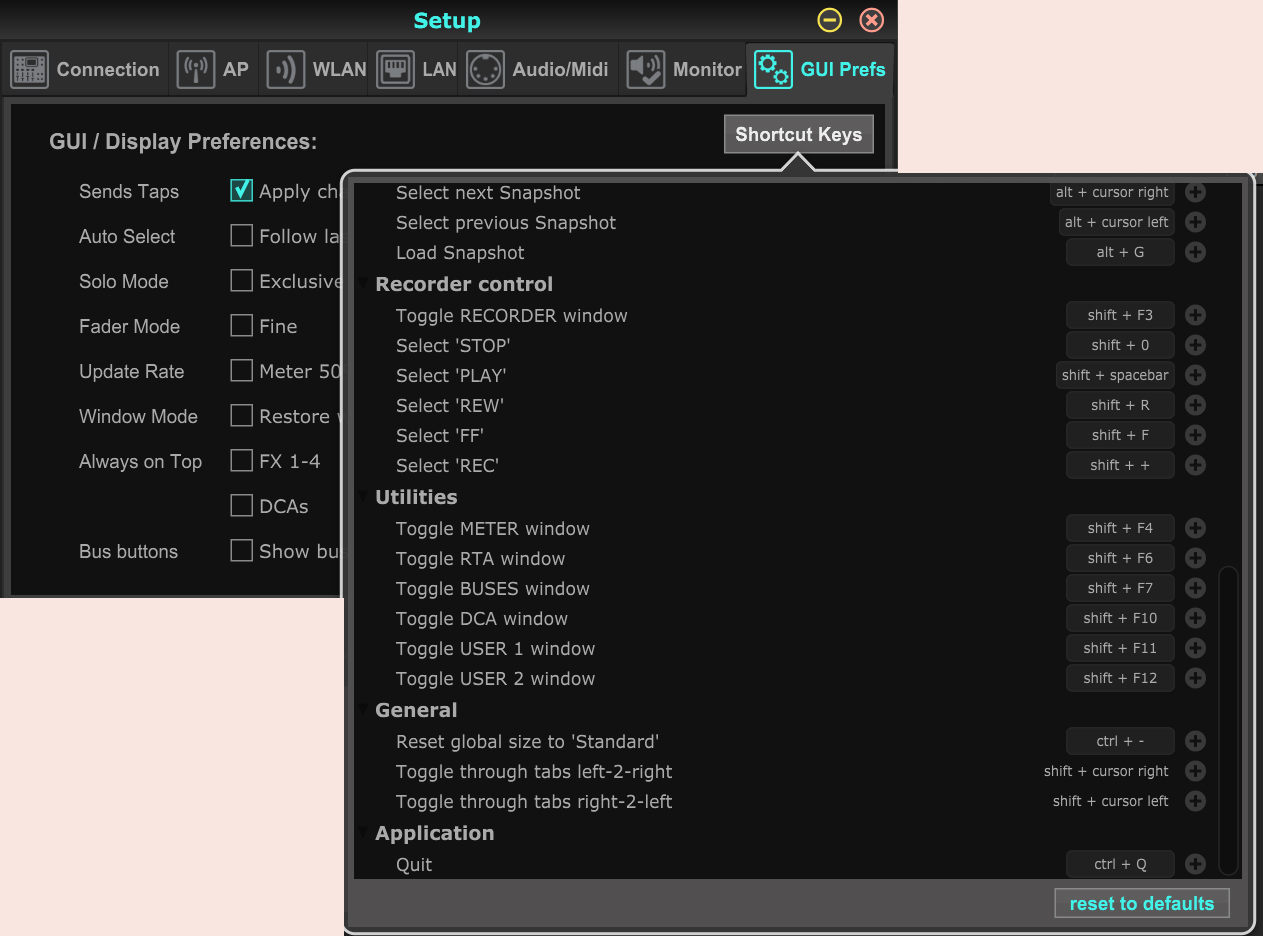 Setup
Connection AP WLAN LAN Audio/Midi Monitor GUI Prefs
GUI / Display Preferences:
Shortcut Keys
Sends Taps Apply
Auto Select Follow
Solo Mode Exclusive
Fader Mode Fine
Update Rate Meter 50
Window Mode Restore
Always on Top FX 1-4
DCAs
Bus buttons Show
Select next Snapshot alt + cursor right
Select previous Snapshot alt + cursor left
Load Snapshot alt + G
Recorder control
Toggle RECORDER window shift + F3
Select 'STOP' shift + 0
Select 'PLAY' shift + spacebar
Select 'REW' shift + R
Select 'FF' shift + F
Select 'REC' shift + +
Utilities
Toggle METER window shift + F4
Toggle RTA window shift + F6
Toggle BUSES window shift + F7
Toggle DCA window shift + F10
Toggle USER 1 window shift + F11
Toggle USER 2 window shift + F12
General
Reset global size to 'Standard' ctrl + -
Toggle through tabs left-2-right shift + cursor right
Toggle through tabs right-2-left shift + cursor left
Application
Quit ctrl + Q
reset to defaults